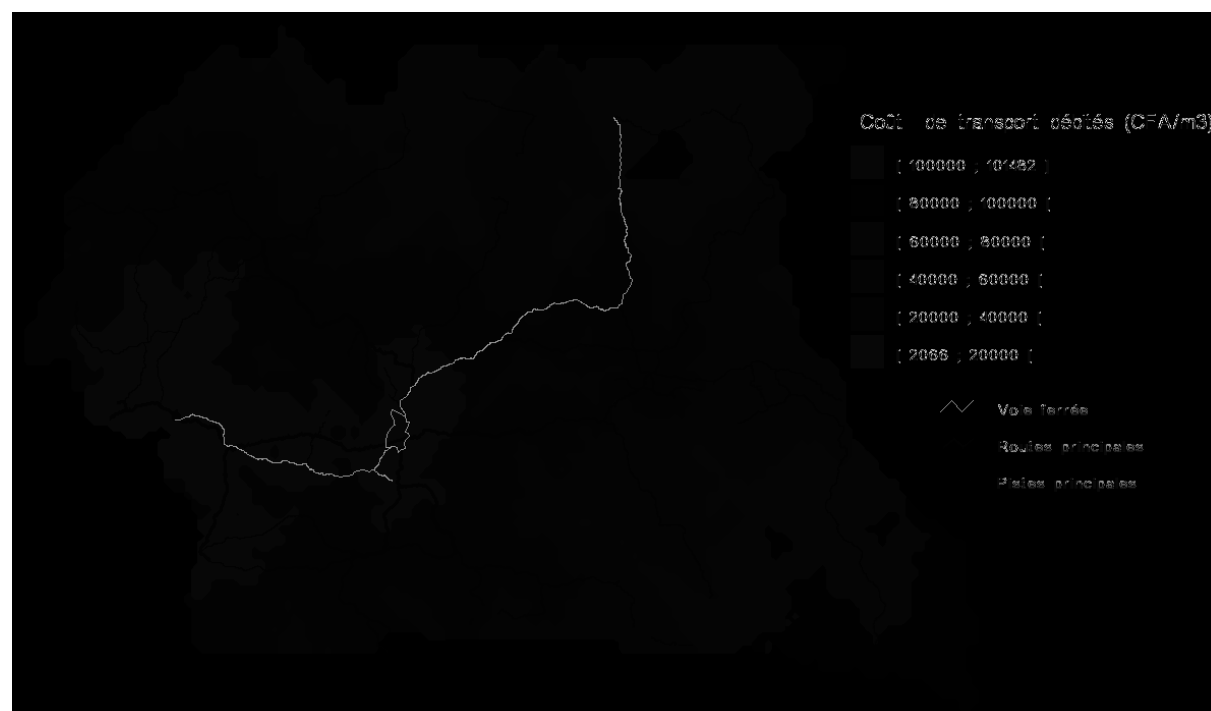 Coût de transport pédiés (CFA/m3)
[ 100000 ; 101482 ]
[ 80000 ; 100000 [
[ 60000 ; 80000 [
[ 40000 ; 60000 [
[ 20000 ; 40000 [
[ 2066 ; 20000 [
Voie ferrée
Routes principales
Pistes principales